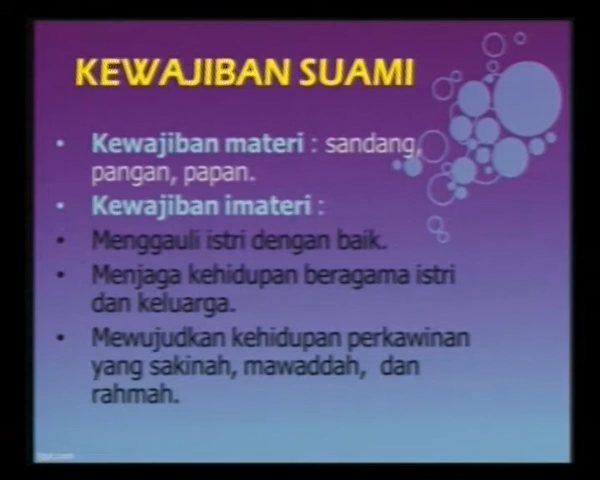 KEWAJIBAN SUAMI
• Kewajiban materi : sandang,
pangan, papan.
• Kewajiban imateri :
• Menggauli istri dengan baik.
• Menjaga kehidupan beragama istri
dan keluarga.
• Mewujudkan kehidupan perkawinan
yang sakinah, mawaddah, dan
rahmah.